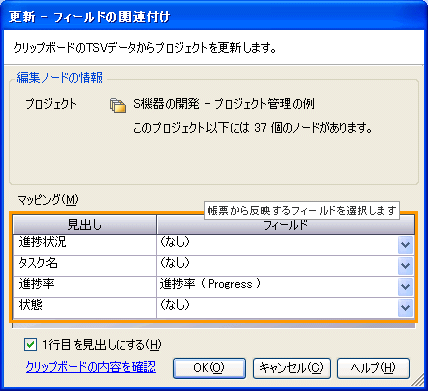 更新 - フィールドの関連付け
クリップボードのTSVデータからプロジェクトを更新します。
編集ノードの情報
プロジェクト S機器の開発 - プロジェクト管理の例
このプロジェクト以下には 37 個のノードがあります。
マッピング(M)
帳票から反映するフィールドを選択します
見出し フィールド
進捗状況 (なし)
タスク名 (なし)
進捗率 進捗率 ( Progress )
状態 (なし)
1行目を見出しにする(H)
クリップボードの内容を確認 OK(O) キャンセル(C) ヘルプ(H)